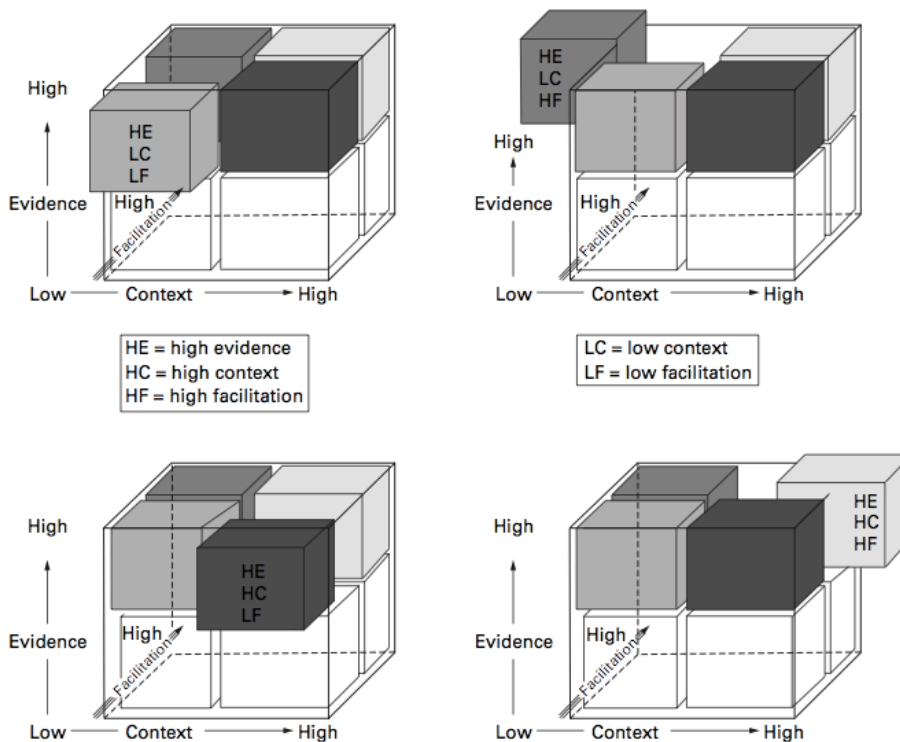 High
HE
LC
LF
High
Evidence
Facilitation
Low
Context
High
HE
LC
HF
High
High
Evidence
Facilitation
Low
Context
High
HE = high evidence
HC = high context
HF = high facilitation
LC = low context
LF = low facilitation
High
HE
HC
LF
High
Evidence
Facilitation
Low
Context
High
High
HE
HC
HF
High
Evidence
Facilitation
Low
Context
High